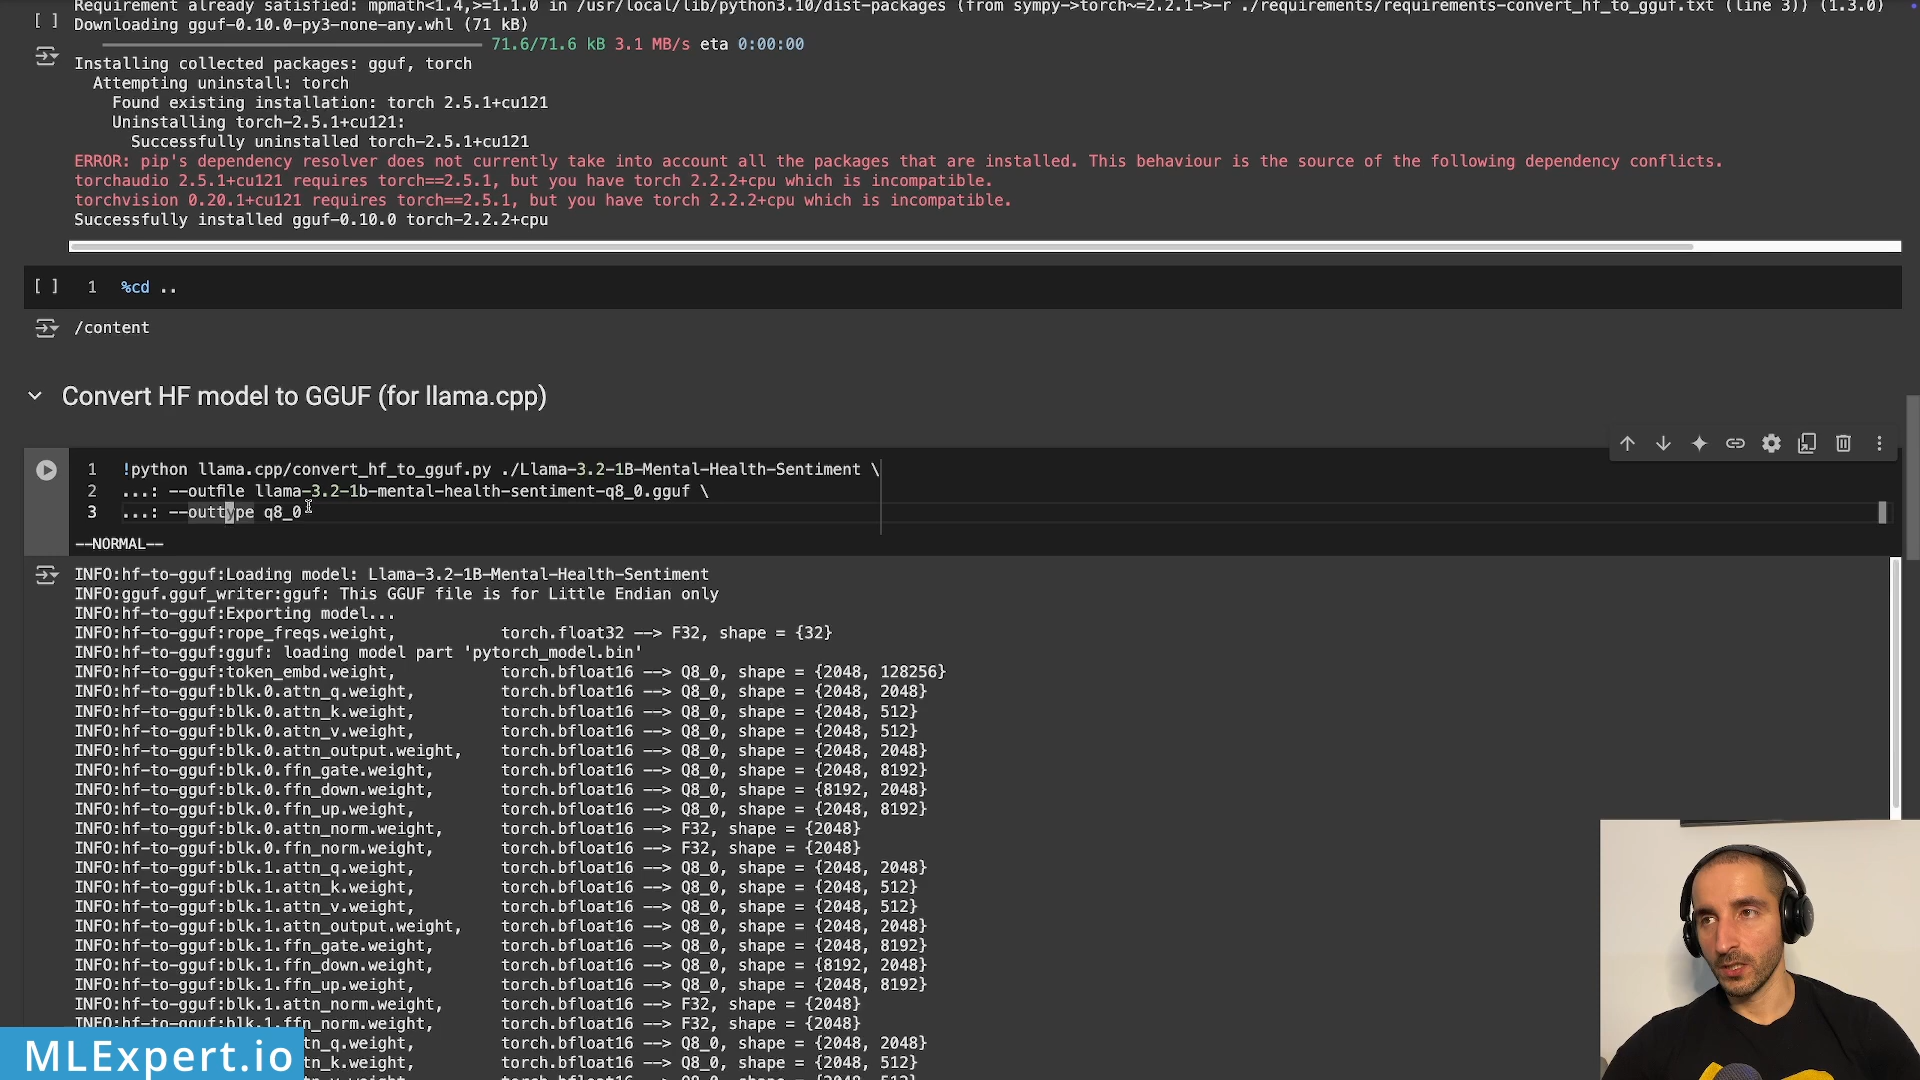 Requirement already satisfied: mpmath<1.4,>=1.1.0 in /usr/local/lib/python3.10/dist-packages (from sympy->torch~=2.2.1->-r ./requirements/requirements-convert_hf_to_gguf.txt (line 3)) (1.3.0)
[ ] Downloading gguf-0.10.0-py3-none-any.whl (71 kB)
71.6/71.6 kB 3.1 MB/s eta 0:00:00
Installing collected packages: gguf, torch
Attempting uninstall: torch
Found existing installation: torch 2.5.1+cu121
Uninstalling torch-2.5.1+cu121:
Successfully uninstalled torch-2.5.1+cu121
ERROR: pip's dependency resolver does not currently take into account all the packages that are installed. This behaviour is the source of the following dependency conflicts.
torchaudio 2.5.1+cu121 requires torch==2.5.1, but you have torch 2.2.2+cpu which is incompatible.
torchvision 0.20.1+cu121 requires torch==2.5.1, but you have torch 2.2.2+cpu which is incompatible.
Successfully installed gguf-0.10.0 torch-2.2.2+cpu
[ ] 1 %cd ..
/content
Convert HF model to GGUF (for llama.cpp)
1 !python llama.cpp/convert_hf_to_gguf.py ./Llama-3.2-1B-Mental-Health-Sentiment \
2 ...: --outfile llama-3.2-1b-mental-health-sentiment-q8_0.gguf \
3 ...: --outtype q8_0
--NORMAL--
INFO:hf-to-gguf:Loading model: Llama-3.2-1B-Mental-Health-Sentiment
INFO:gguf.gguf_writer:gguf: This GGUF file is for Little Endian only
INFO:hf-to-gguf:Exporting model...
INFO:hf-to-gguf:rope_freqs.weight, torch.float32 --> F32, shape = {32}
INFO:hf-to-gguf:gguf: loading model part 'pytorch_model.bin'
INFO:hf-to-gguf:token_embd.weight, torch.bfloat16 --> Q8_0, shape = {2048, 128256}
INFO:hf-to-gguf:blk.0.attn_q.weight, torch.bfloat16 --> Q8_0, shape = {2048, 2048}
INFO:hf-to-gguf:blk.0.attn_k.weight, torch.bfloat16 --> Q8_0, shape = {2048, 512}
INFO:hf-to-gguf:blk.0.attn_v.weight, torch.bfloat16 --> Q8_0, shape = {2048, 512}
INFO:hf-to-gguf:blk.0.attn_output.weight, torch.bfloat16 --> Q8_0, shape = {2048, 2048}
INFO:hf-to-gguf:blk.0.ffn_gate.weight, torch.bfloat16 --> Q8_0, shape = {2048, 8192}
INFO:hf-to-gguf:blk.0.ffn_down.weight, torch.bfloat16 --> Q8_0, shape = {8192, 2048}
INFO:hf-to-gguf:blk.0.ffn_up.weight, torch.bfloat16 --> Q8_0, shape = {2048, 8192}
INFO:hf-to-gguf:blk.0.attn_norm.weight, torch.bfloat16 --> F32, shape = {2048}
INFO:hf-to-gguf:blk.0.ffn_norm.weight, torch.bfloat16 --> F32, shape = {2048}
INFO:hf-to-gguf:blk.1.attn_q.weight, torch.bfloat16 --> Q8_0, shape = {2048, 2048}
INFO:hf-to-gguf:blk.1.attn_k.weight, torch.bfloat16 --> Q8_0, shape = {2048, 512}
INFO:hf-to-gguf:blk.1.attn_v.weight, torch.bfloat16 --> Q8_0, shape = {2048, 512}
INFO:hf-to-gguf:blk.1.attn_output.weight, torch.bfloat16 --> Q8_0, shape = {2048, 2048}
INFO:hf-to-gguf:blk.1.ffn_gate.weight, torch.bfloat16 --> Q8_0, shape = {2048, 8192}
INFO:hf-to-gguf:blk.1.ffn_down.weight, torch.bfloat16 --> Q8_0, shape = {8192, 2048}
INFO:hf-to-gguf:blk.1.ffn_up.weight, torch.bfloat16 --> Q8_0, shape = {2048, 8192}
INFO:hf-to-gguf:blk.1.attn_norm.weight, torch.bfloat16 --> F32, shape = {2048}
INFO:hf-to-gguf:blk.1.ffn_norm.weight, torch.bfloat16 --> F32, shape = {2048}
tn_q.weight, torch.bfloat16 --> Q8_0, shape = {2048, 2048}
tn_k.weight, torch.bfloat16 --> Q8_0, shape = {2048, 512}
MLExpert.io